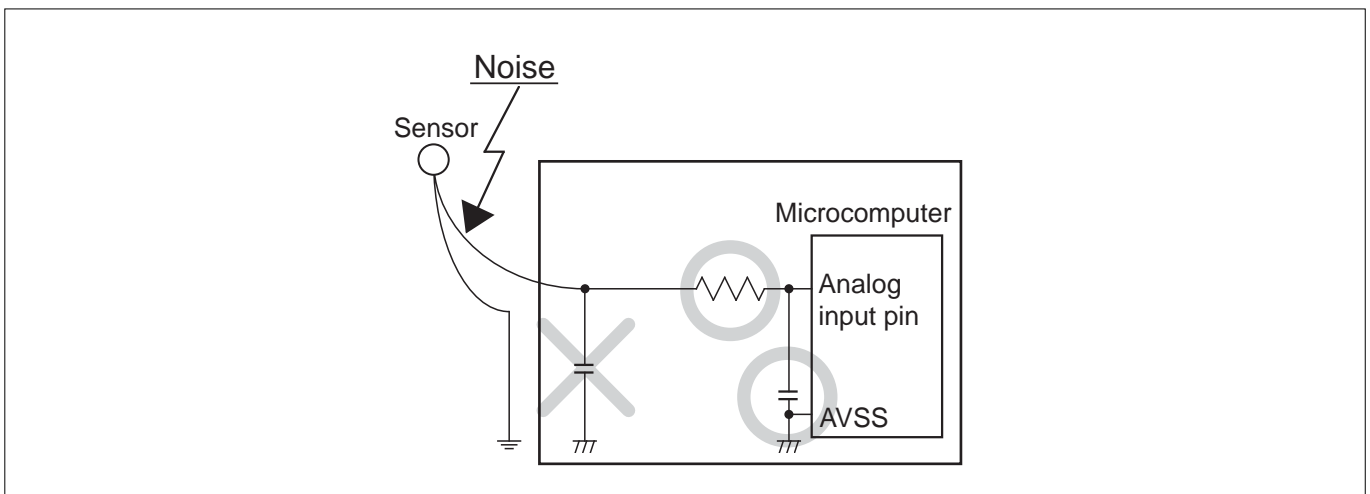 Noise
Sensor
Microcomputer
Analog
input pin
AVSS